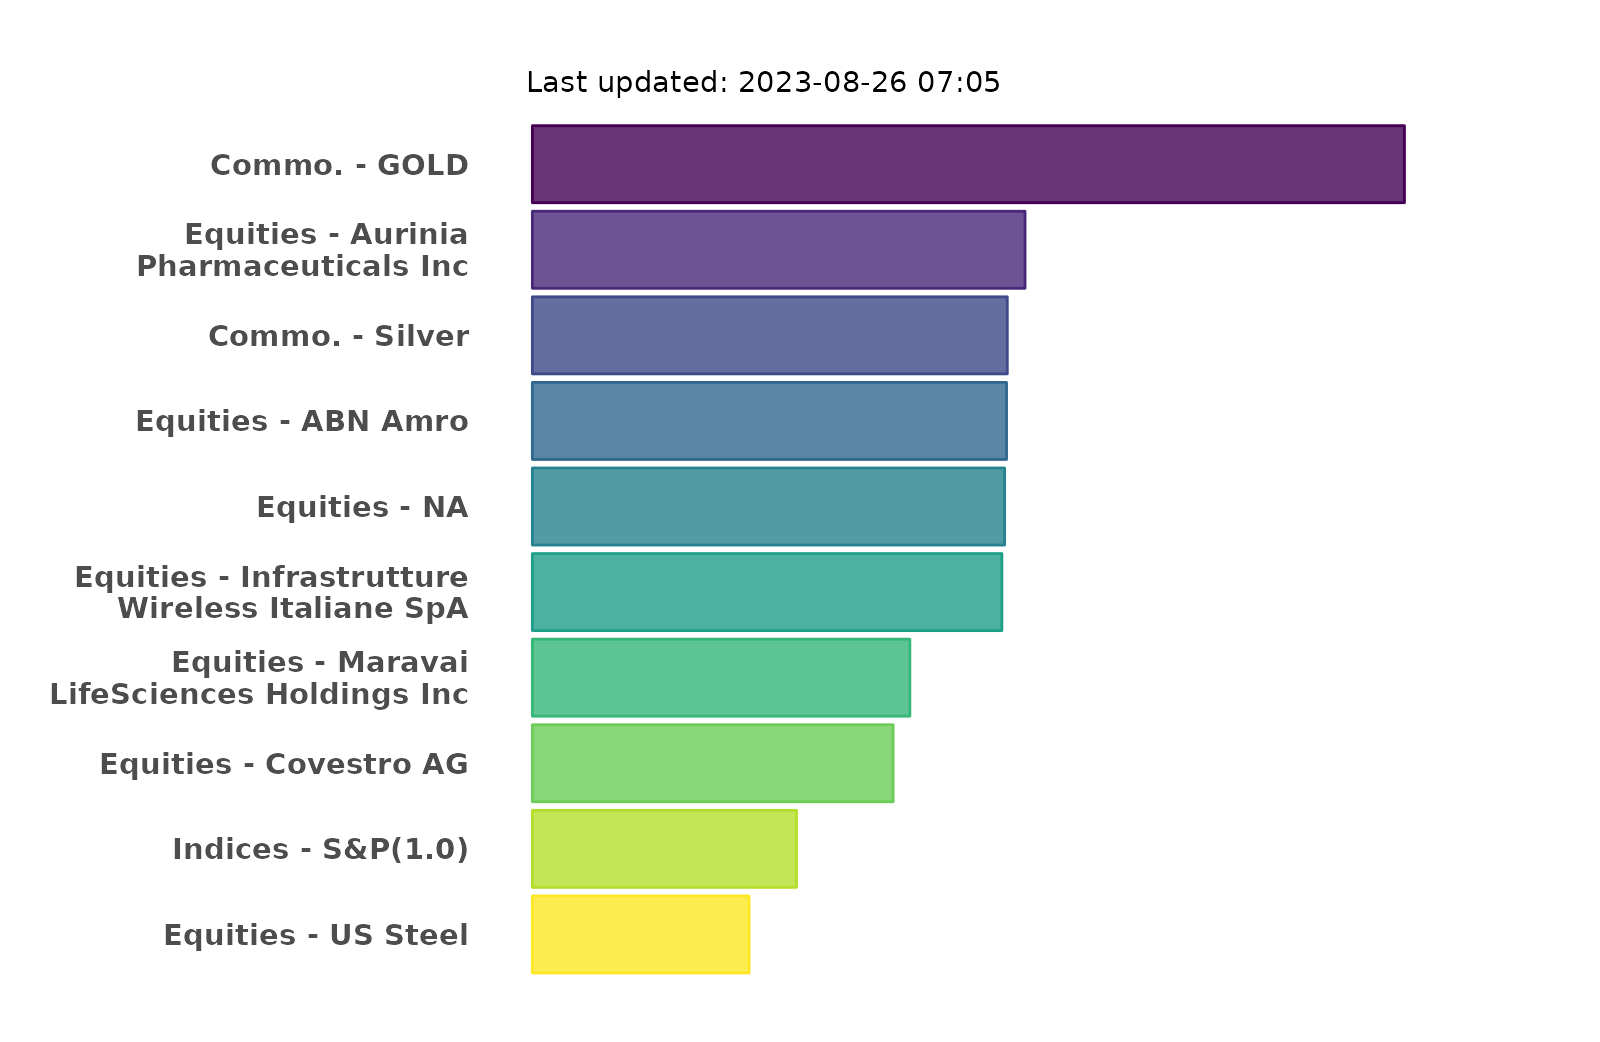 Last updated: 2023-08-26 07:05
Commo. - GOLD
Equities - Aurinia
Pharmaceuticals Inc
Commo. - Silver
Equities - ABN Amro
Equities - NA
Equities - Infrastrutture
Wireless Italiane SpA
Equities - Maravai
LifeSciences Holdings Inc
Equities - Covestro AG
Indices - S&P(1.0)
Equities - US Steel